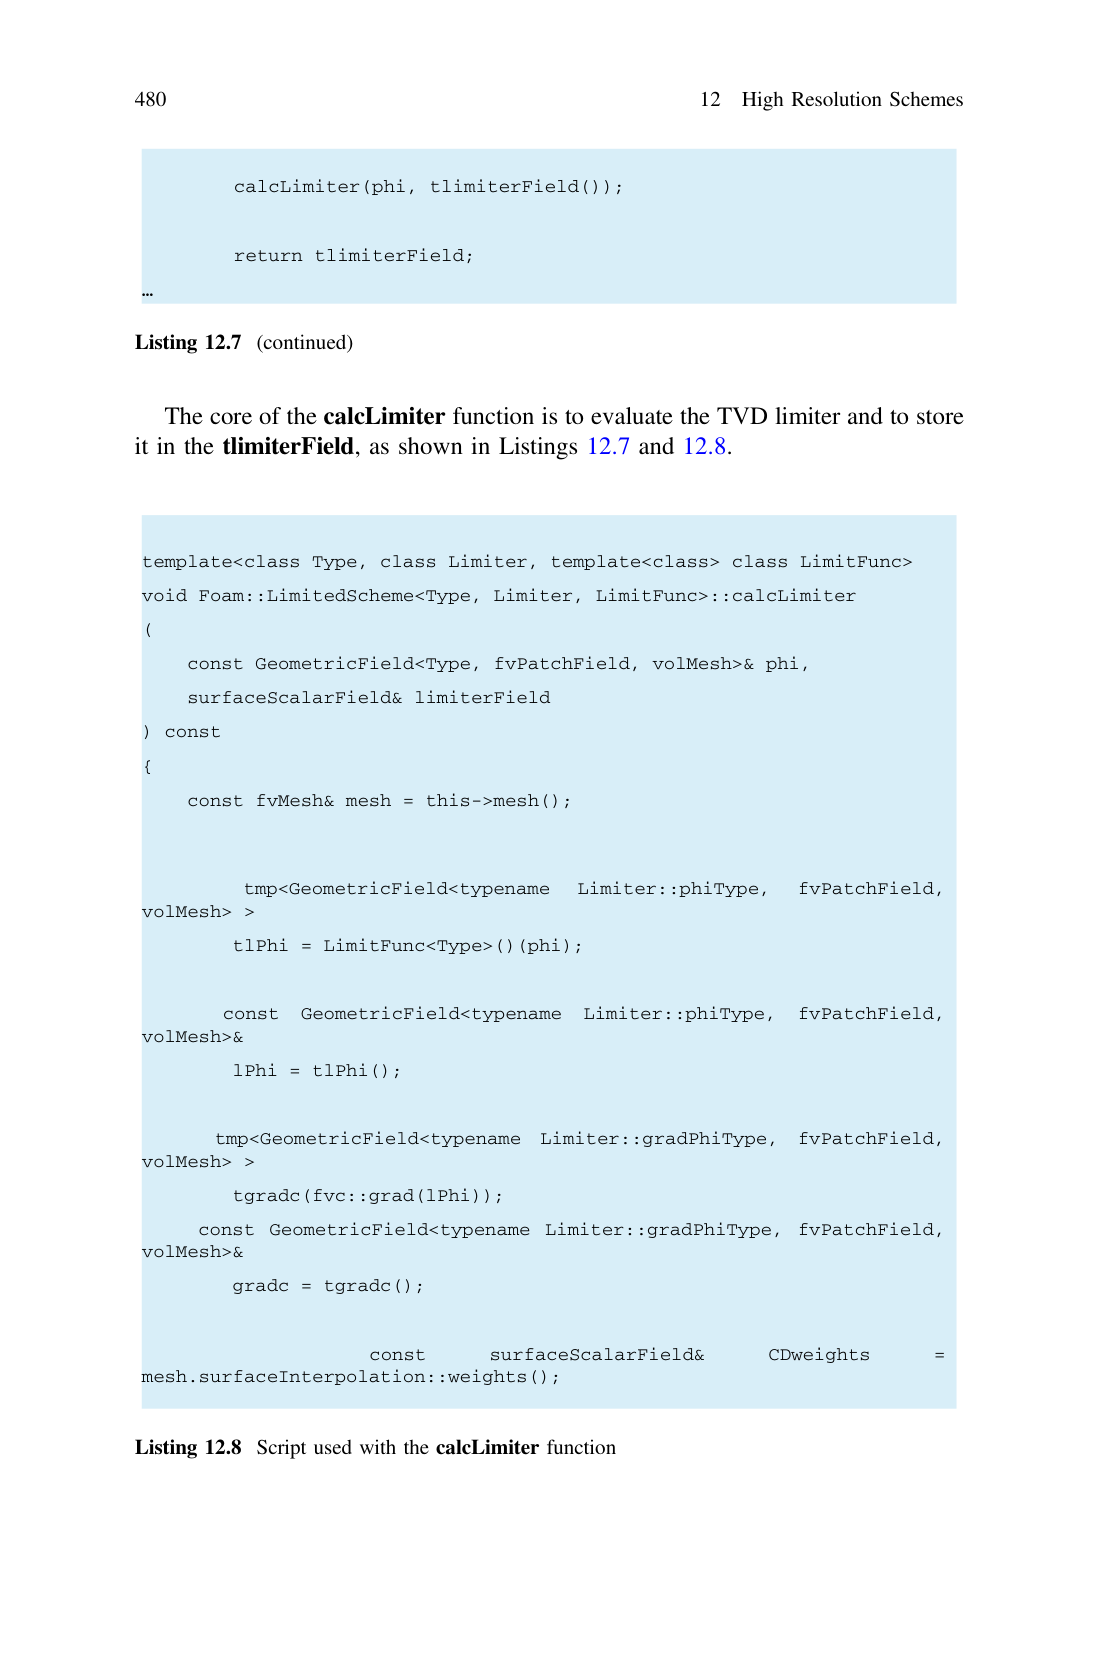 480
12 High Resolution Schemes
calcLimiter(phi, tlimiterField());
return tlimiterField;
…
Listing 12.7 (continued)
The core of the calcLimiter function is to evaluate the TVD limiter and to store
it in the tlimiterField, as shown in Listings 12.7 and 12.8.
template<class Type, class Limiter, template<class> class LimitFunc>
void Foam::LimitedScheme<Type, Limiter, LimitFunc>::calcLimiter
(
const GeometricField<Type, fvPatchField, volMesh>& phi,
surfaceScalarField& limiterField
) const
{
const fvMesh& mesh = this->mesh();
tmp<GeometricField<typename Limiter::phiType, fvPatchField,
volMesh> >
tlPhi = LimitFunc<Type>()(phi);
const GeometricField<typename Limiter::phiType, fvPatchField,
volMesh>&
lPhi = tlPhi();
tmp<GeometricField<typename Limiter::gradPhiType, fvPatchField,
volMesh> >
tgradc(fvc::grad(lPhi));
const GeometricField<typename Limiter::gradPhiType, fvPatchField,
volMesh>&
gradc = tgradc();
const surfaceScalarField& CDweights =
mesh.surfaceInterpolation::weights();
Listing 12.8 Script used with the calcLimiter function